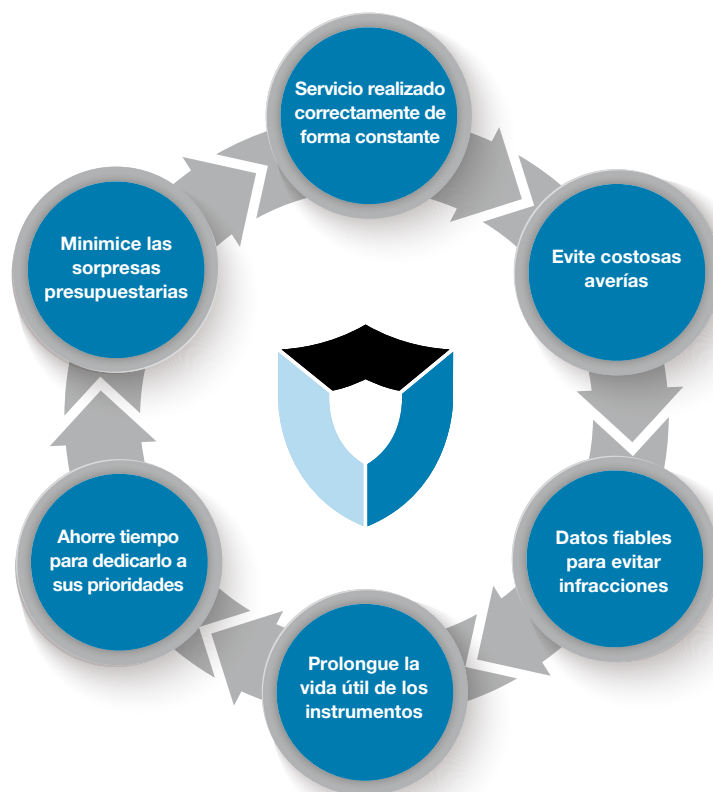 Servicio realizado
correctamente de
forma constante
Evite costosas
averías
Datos fiables
para evitar
infracciones
Prolongue la
vida útil de los
instrumentos
Ahorre tiempo
para dedicarlo a
sus prioridades
Minimice las
sorpresas
presupuestarias